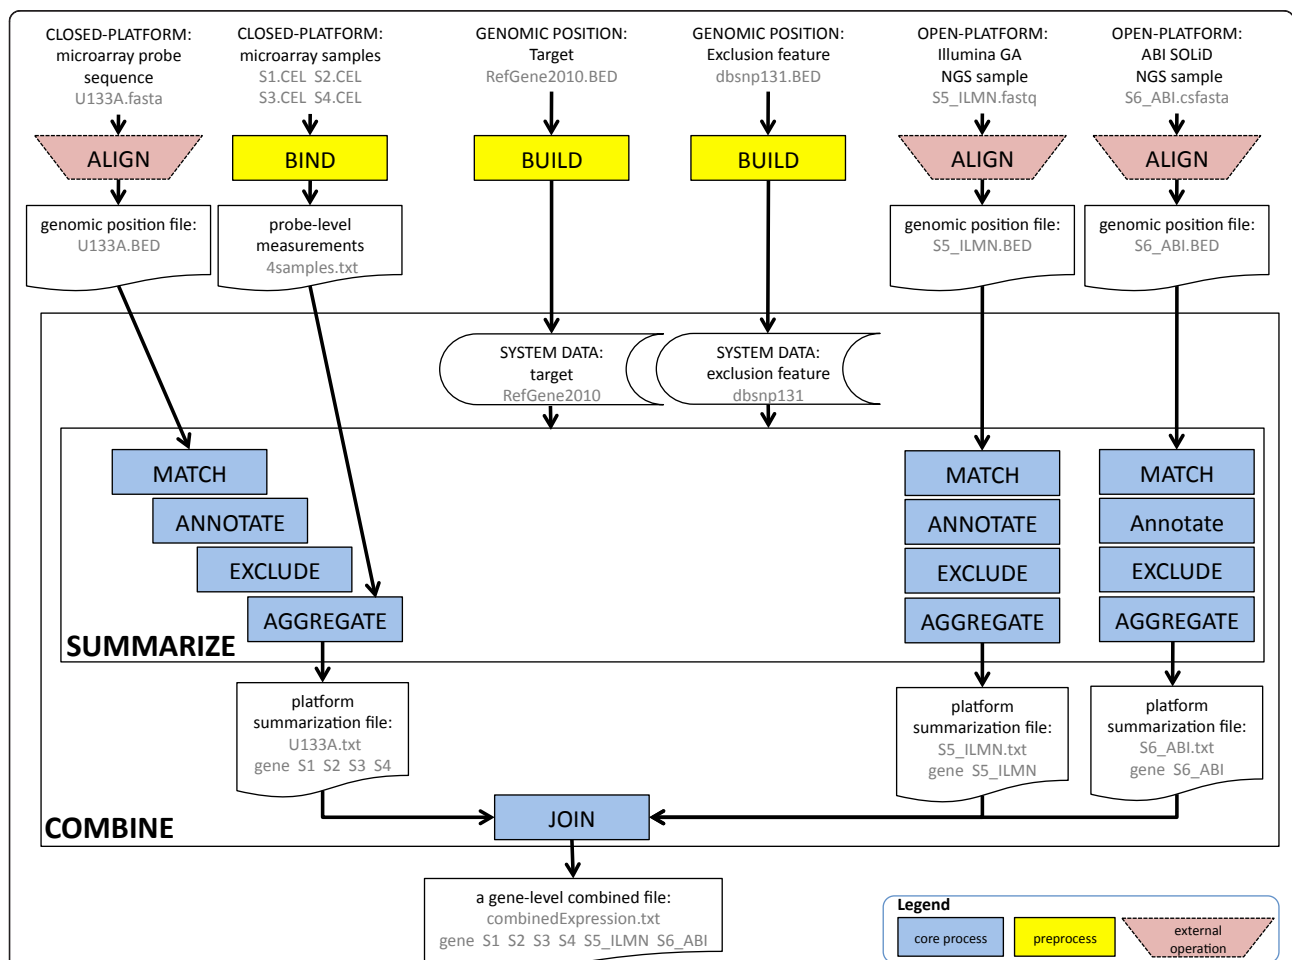 CLOSED-PLATFORM:
microarray probe
sequence
U133A.fasta
CLOSED-PLATFORM:
microarray samples
S1.CEL S2.CEL
S3.CEL S4.CEL
GENOMIC POSITION:
Target
RefGene2010.BED
GENOMIC POSITION:
Exclusion feature
dbsnp131.BED
OPEN-PLATFORM:
Illumina GA
NGS sample
S5_ILMN.fastq
OPEN-PLATFORM:
ABI SOLiD
NGS sample
S6_ABI.csfasta
ALIGN
BIND
BUILD
BUILD
ALIGN
ALIGN
genomic position file:
U133A.BED
probe-level
measurements
4samples.txt
genomic position file:
S5_ILMN.BED
genomic position file:
S6_ABI.BED
SYSTEM DATA:
target
RefGene2010
SYSTEM DATA:
exclusion feature
dbsnp131
MATCH
ANNOTATE
EXCLUDE
AGGREGATE
MATCH
ANNOTATE
EXCLUDE
AGGREGATE
MATCH
Annotate
EXCLUDE
AGGREGATE
SUMMARIZE
platform
summarization file:
U133A.txt
gene S1 S2 S3 S4
platform
summarization file:
S5_ILMN.txt
gene S5_ILMN
platform
summarization file:
S6_ABI.txt
gene S6_ABI
JOIN
COMBINE
a gene-level combined file:
combinedExpression.txt
gene S1 S2 S3 S4 S5_ILMN S6_ABI
Legend
core process
preprocess
external
operation